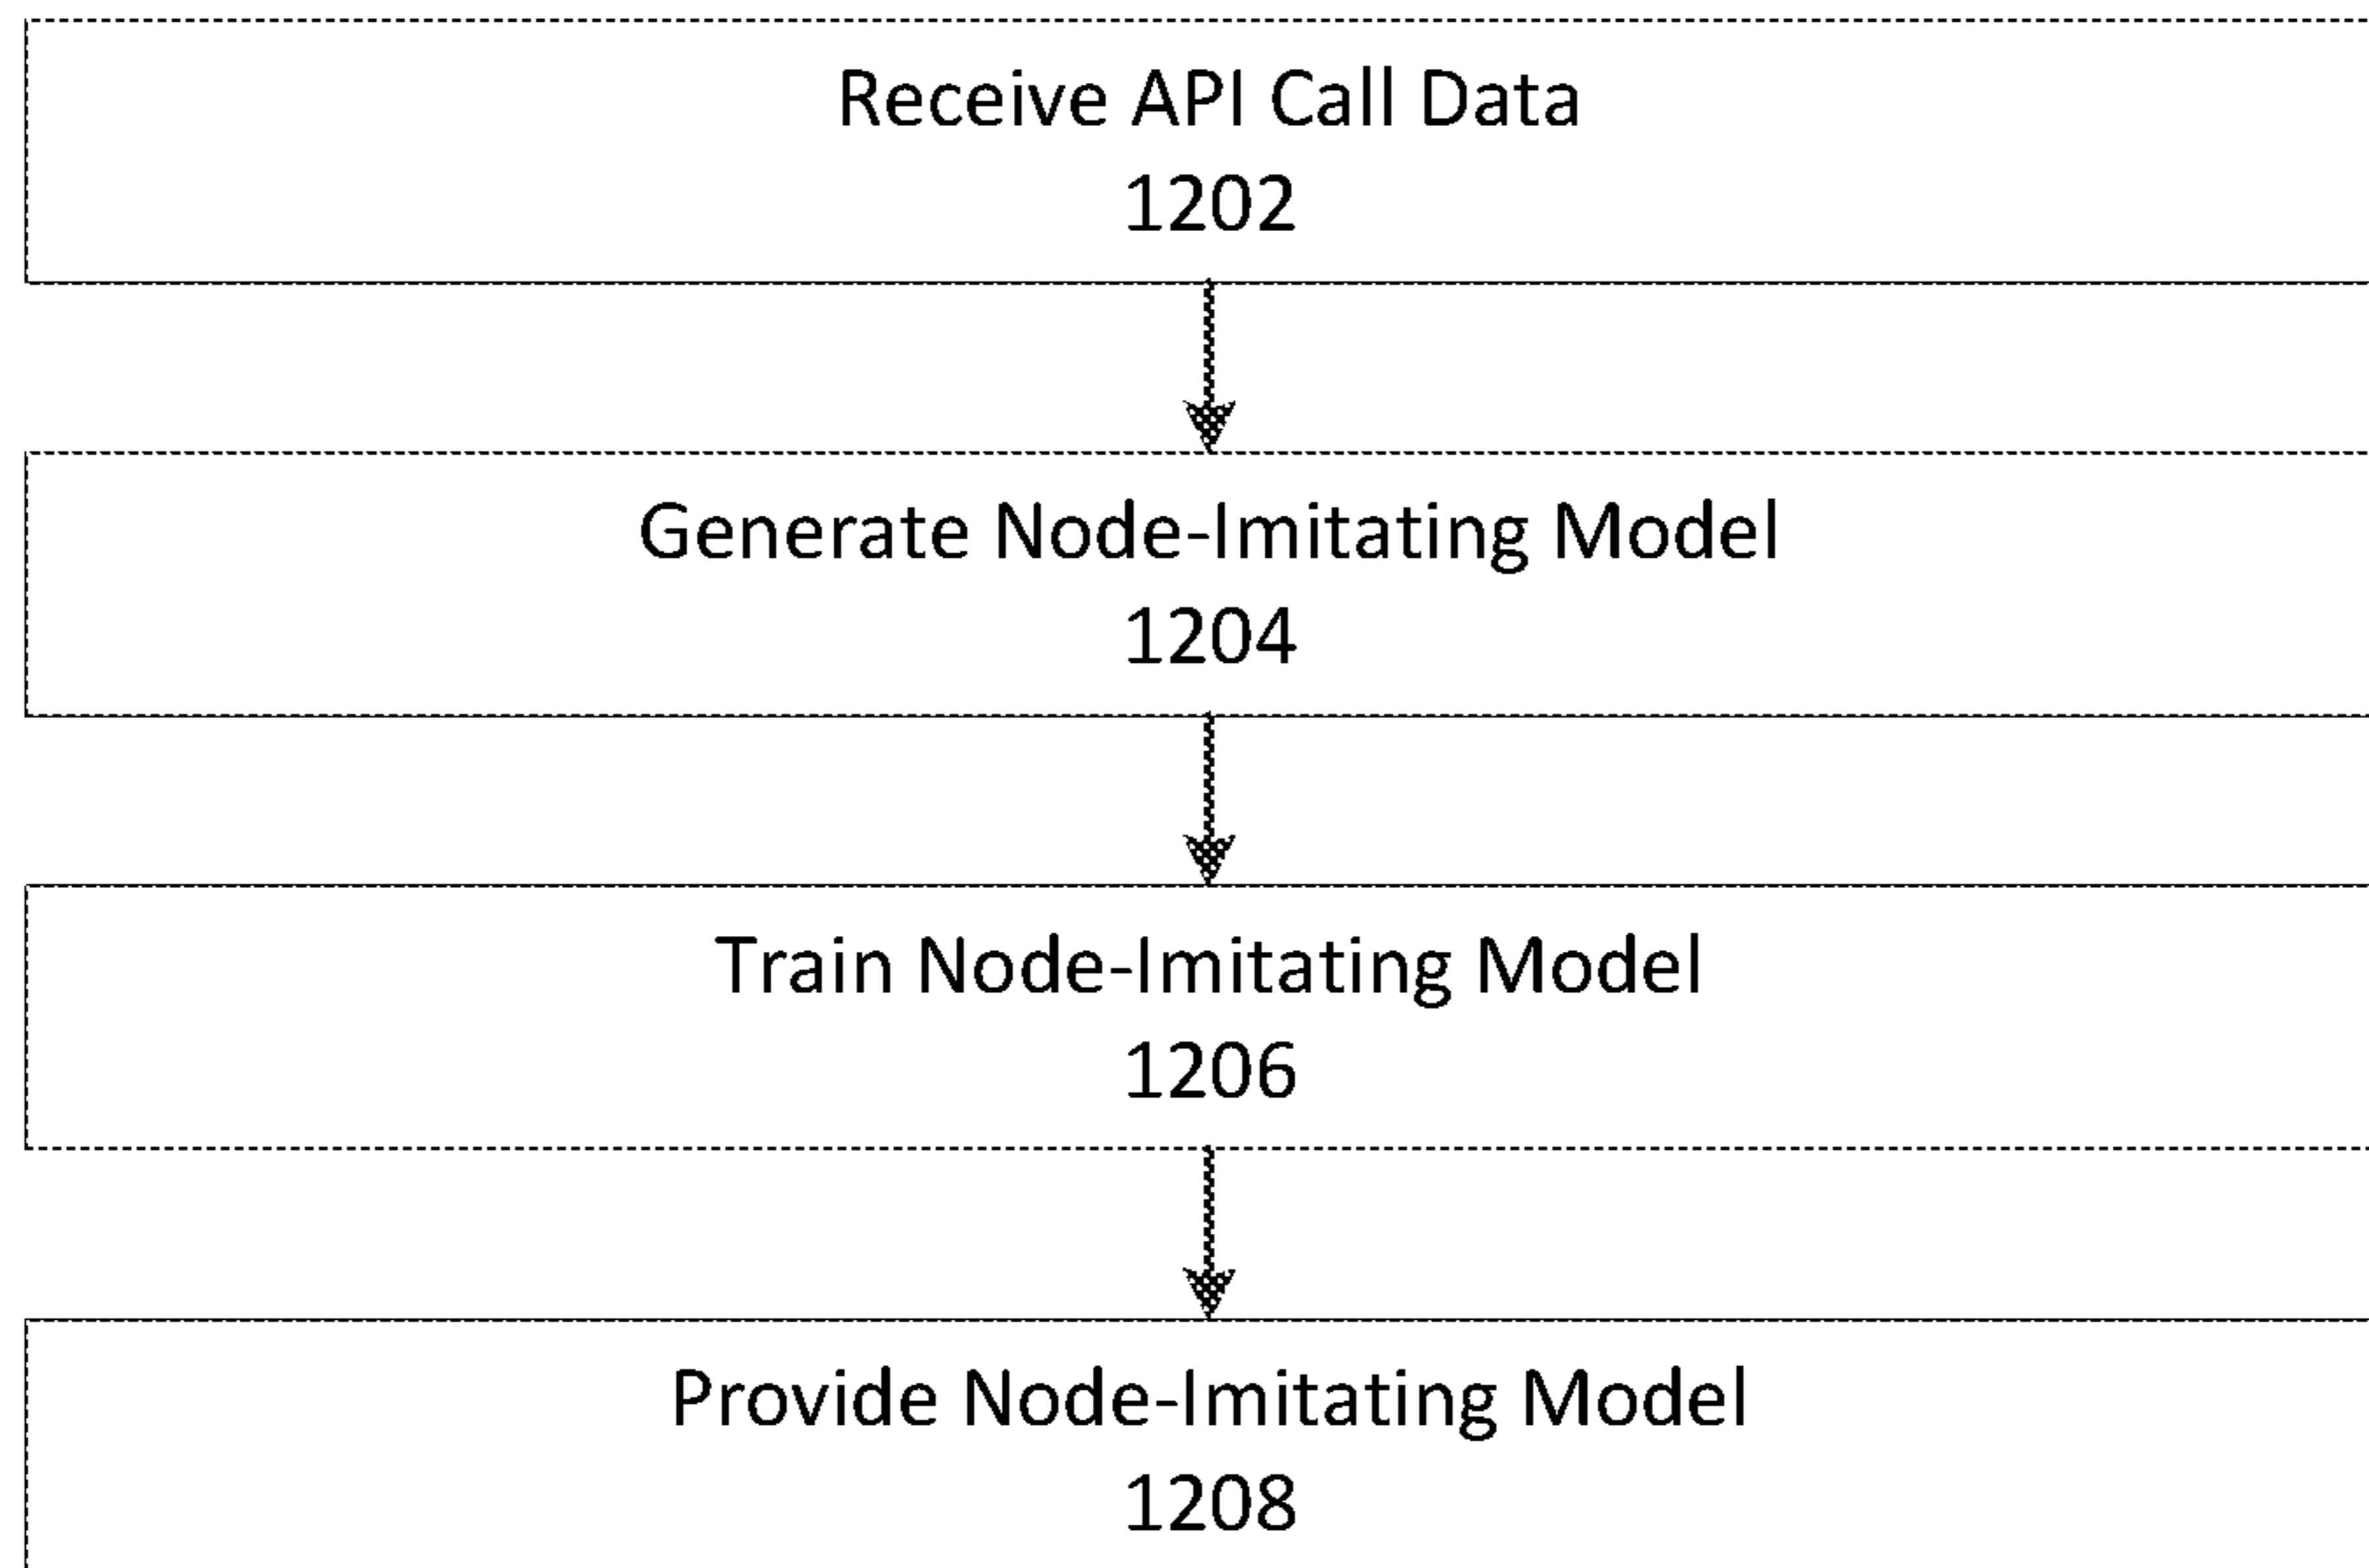 Receive API Call Data
1202
Generate Node-Imitating Model
1204
Train Node-Imitating Model
1206
Provide Node-Imitating Model
1208